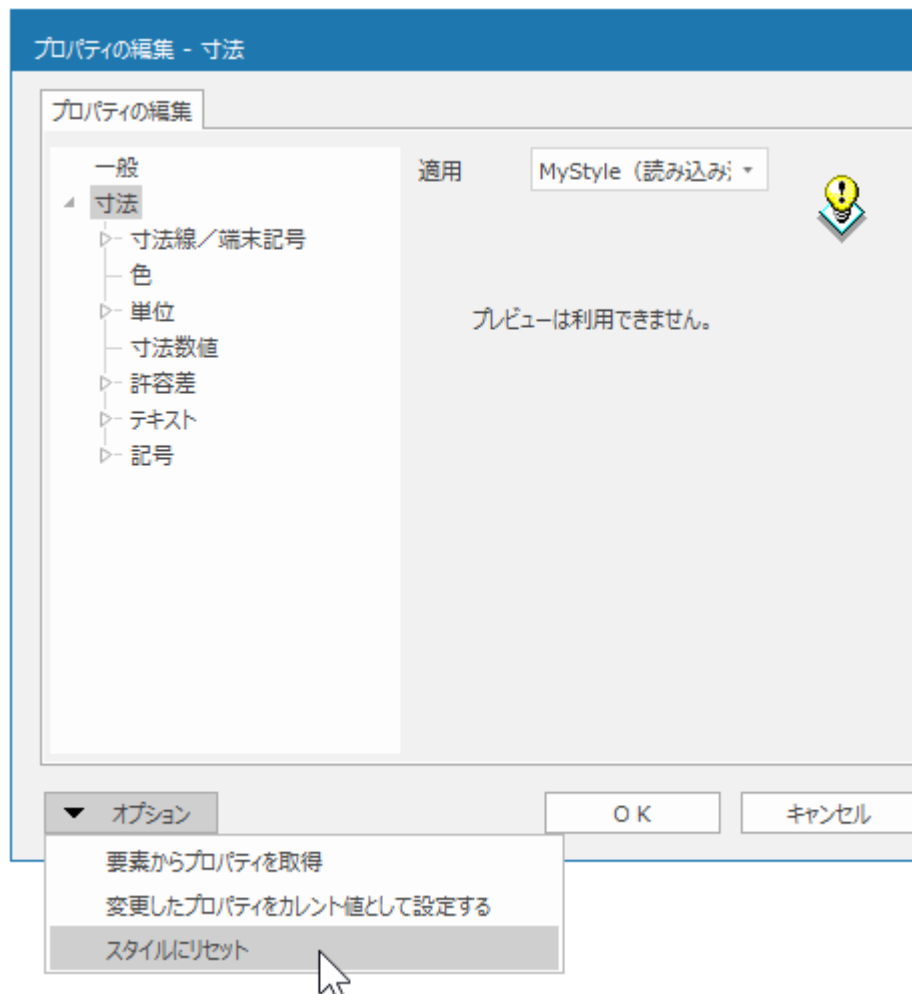 プロパティの編集 - 寸法
プロパティの編集
一般
寸法
寸法線／端末記号
色
単位
寸法数値
許容差
テキスト
記号
適用
MyStyle（読み込み
プレビューは利用できません。
オプション
ＯＫ
キャンセル
要素からプロパティを取得
変更したプロパティをカレント値として設定する
スタイルにリセット